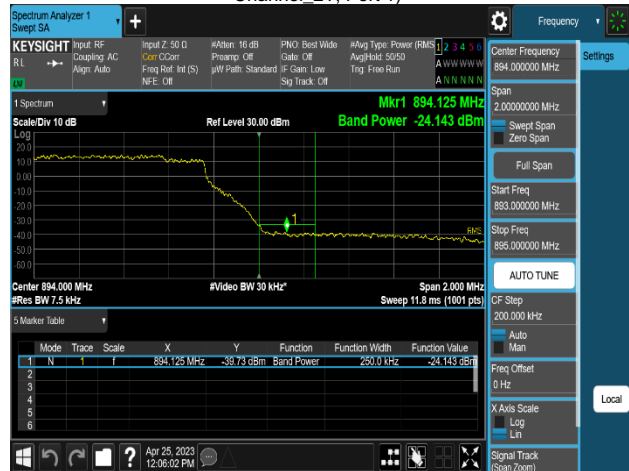 Channel_L1, Port 1)
Spectrum Analyzer 1
Swept SA
Frequency
KEYSIGHT Input: RF Input Z: 50 Ω #Atten: 16 dB PNO: Best Wide #Avg Type: Power (RMS 1 2 3 4 5 6
RL Coupling: AC Corr CCorr Preamp: Off Gate: Off Avg|Hold: 50/50 A W W W W W
Align: Auto Freq Ref: Int (S) µW Path: Standard IF Gain: Low Trig: Free Run
NFE: Off Sig Track: Off A N N N N N
LXI
1 Spectrum
Mkr1 894.125 MHz
Scale/Div 10 dB Ref Level 30.00 dBm Band Power -24.143 dBm
Log
20.0
10.0
0.00
-10.0
-20.0
-30.0
1
-40.0
RMS
-50.0
-60.0
Center 894.000 MHz #Video BW 30 kHz* Span 2.000 MHz
#Res BW 7.5 kHz Sweep 11.8 ms (1001 pts)
5 Marker Table
Mode Trace Scale X Y Function Function Width Function Value
1 N 1 f 894.125 MHz -39.73 dBm Band Power 250.0 kHz -24.143 dBm
2
3
4
5
6
Apr 25, 2023
12:06:02 PM
?
Center Frequency
894.000000 MHz
Settings
Span
2.00000000 MHz
Swept Span
Zero Span
Full Span
Start Freq
893.000000 MHz
Stop Freq
895.000000 MHz
AUTO TUNE
CF Step
200.000 kHz
Auto
Man
Freq Offset
0 Hz
Local
X Axis Scale
Log
Lin
Signal Track
(Span Zoom)